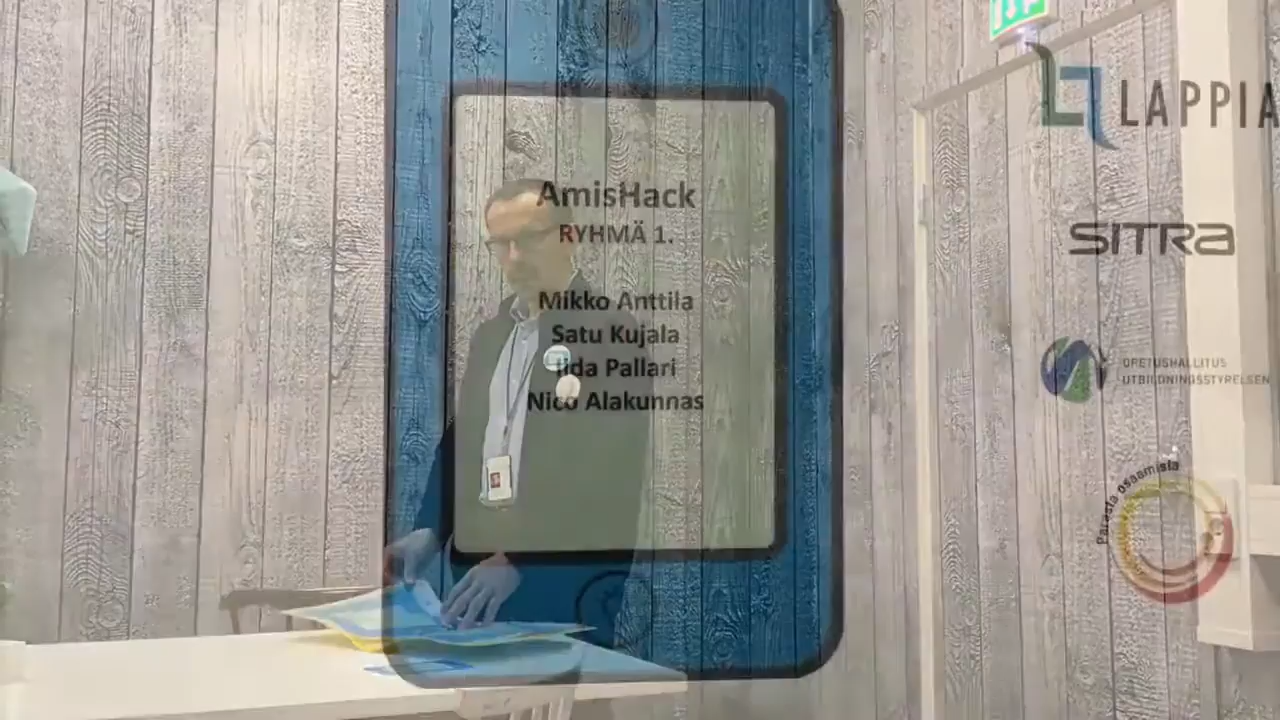 AmisHack
RYHMÄ 1.
Mikko Anttila
Satu Kujala
Iida Pallari
Nico Alakunnas
LAPPIA
SITRA
OPETUSHALLITUS
UTBILDNINGSSTYRELSEN
Parasta osaamista